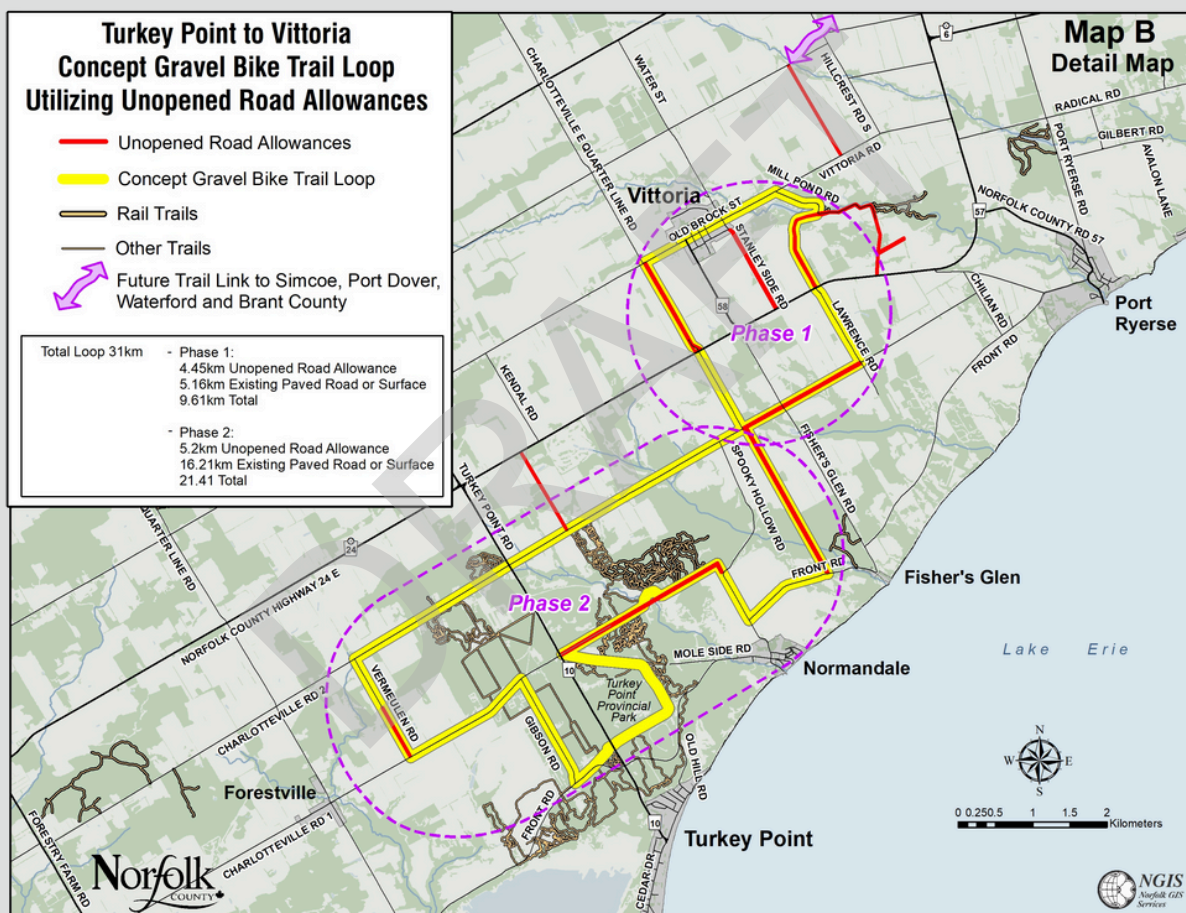 Turkey Point to Vittoria
Concept Gravel Bike Trail Loop
Utilizing Unopened Road Allowances
Unopened Road Allowances
Concept Gravel Bike Trail Loop
Rail Trails
Other Trails
Future Trail Link to Simcoe, Port Dover,
Waterford and Brant County
Total Loop 31km
- Phase 1:
4.45km Unopened Road Allowance
5.16km Existing Paved Road or Surface
9.61km Total
- Phase 2:
5.2km Unopened Road Allowance
16.21km Existing Paved Road or Surface
21.41 Total
Map B
Detail Map
DRAFT
CHARLOTTEVILLE E QUARTER LINE RD
WATER ST
HILLCREST RD S
6
RADICAL RD
GILBERT RD
AVALON LANE
PORT RYERSE RD
VITTORIA RD
MILL POND RD
Vittoria
OLD BROCK ST
STANLEY SIDE RD
NORFOLK COUNTY RD 57
57
58
Phase 1
LAWRENCE RD
CHILIAN RD
FRONT RD
Port
Ryerse
KENDAL RD
TURKEY POINT RD
FISHER'S GLEN RD
SPOOKY HOLLOW RD
QUARTER LINE RD
24
NORFOLK COUNTY HIGHWAY 24 E
Phase 2
FRONT RD
Fisher's Glen
MOLE SIDE RD
Normandale
Lake Erie
10
Turkey
Point
Provincial
Park
VERMEULEN RD
CHARLOTTEVILLE RD 2
GIBSON RD
OLD HILL RD
Forestville
FRONT RD
CHARLOTTEVILLE RD 1
FORESTRY FARM RD
10
Turkey Point
CEDAR DR
N
W
E
S
0 0.25 0.5 1 1.5 2
Kilometers
Norfolk
COUNTY
NGIS
Norfolk GIS
Services